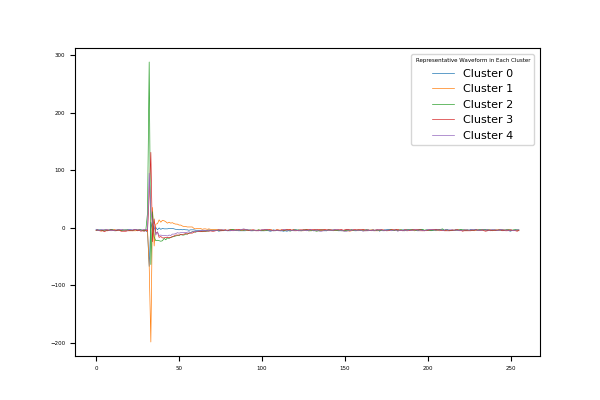 Representative Waveform in Each Cluster
Cluster 0
Cluster 1
Cluster 2
Cluster 3
Cluster 4
300
200
100
0
−100
−200
0 50 100 150 200 250